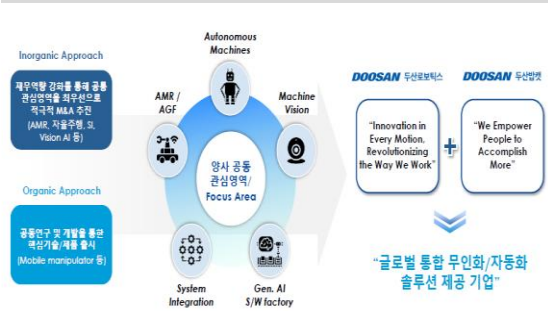 Inorganic Approach
재무역량 강화를 통해 공통
관심영역을 최우선으로
적극적 M&A 추진
(AMR, 자율주행, SI,
Vision AI 등)
Organic Approach
공동연구 및 개발을 통한
핵심기술/제품 출시
(Mobile manipulator 등)
Autonomous
Machines
AMR /
AGF
Machine
Vision
양사 공통
관심영역/
Focus Area
System
Integration
Gen. AI
S/W factory
DOOSAN 두산로보틱스
DOOSAN 두산밥캣
“Innovation in
Every Motion,
Revolutionizing
the Way We Work”
+
“We Empower
People to
Accomplish
More”
“글로벌 통합 무인화/자동화
솔루션 제공 기업”